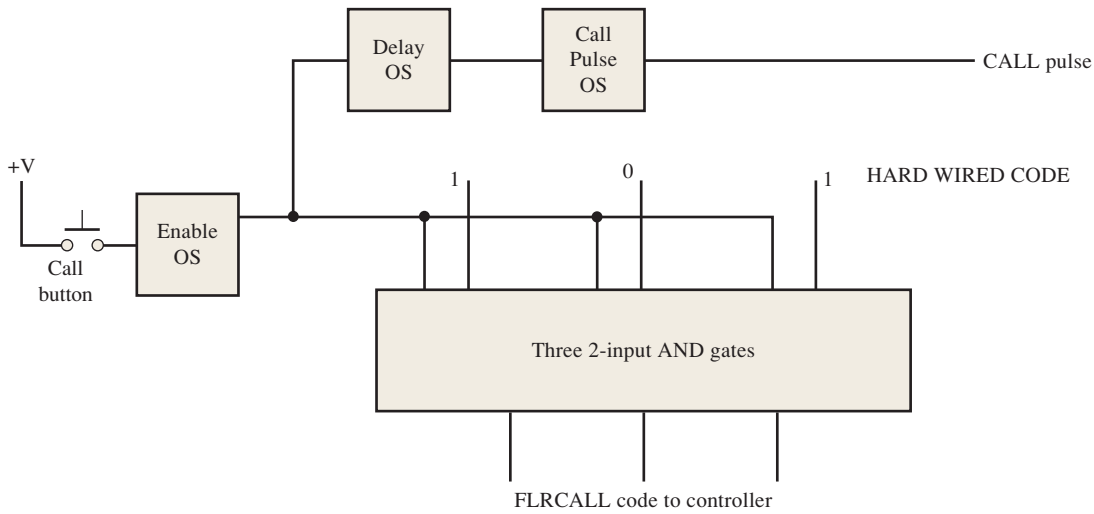 Delay
OS
Call
Pulse
OS
CALL pulse
+V
1
0
1
HARD WIRED CODE
Enable
OS
Call
button
Three 2-input AND gates
FLRCALL code to controller